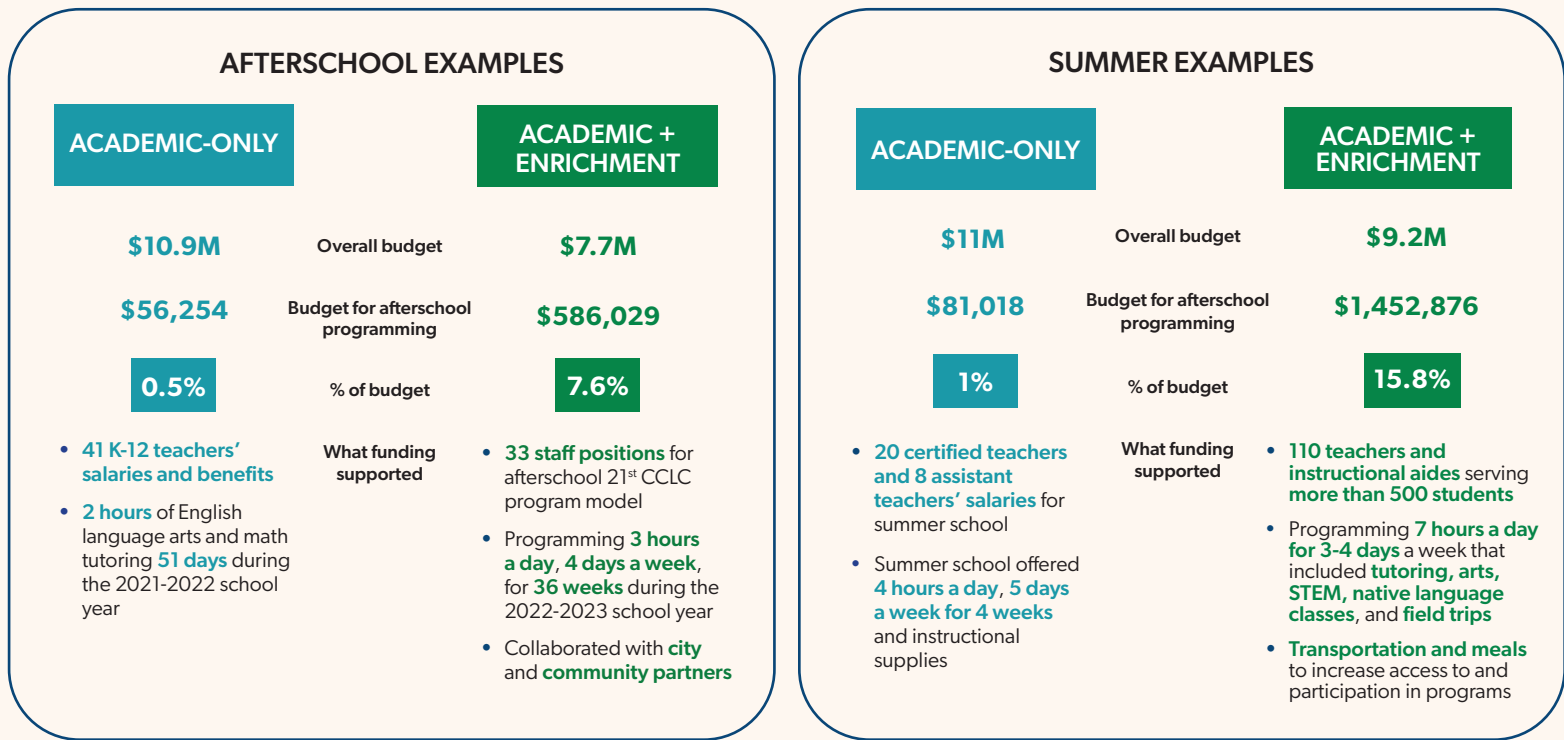 AFTERSCHOOL EXAMPLES
ACADEMIC-ONLY
ACADEMIC +
ENRICHMENT
$10.9M
Overall budget
$7.7M
$56,254
Budget for afterschool
programming
$586,029
0.5%
% of budget
7.6%
• 41 K-12 teachers’
salaries and benefits
• 2 hours of English
language arts and math
tutoring 51 days during
the 2021-2022 school
year
What funding
supported
• 33 staff positions for
afterschool 21st CCLC
program model
• Programming 3 hours
a day, 4 days a week,
for 36 weeks during the
2022-2023 school year
• Collaborated with city
and community partners
SUMMER EXAMPLES
ACADEMIC-ONLY
ACADEMIC +
ENRICHMENT
$11M
Overall budget
$9.2M
$81,018
Budget for afterschool
programming
$1,452,876
1%
% of budget
15.8%
• 20 certified teachers
and 8 assistant
teachers’ salaries for
summer school
• Summer school offered
4 hours a day, 5 days
a week for 4 weeks
and instructional
supplies
What funding
supported
• 110 teachers and
instructional aides serving
more than 500 students
• Programming 7 hours a day
for 3-4 days a week that
included tutoring, arts,
STEM, native language
classes, and field trips
• Transportation and meals
to increase access to and
participation in programs